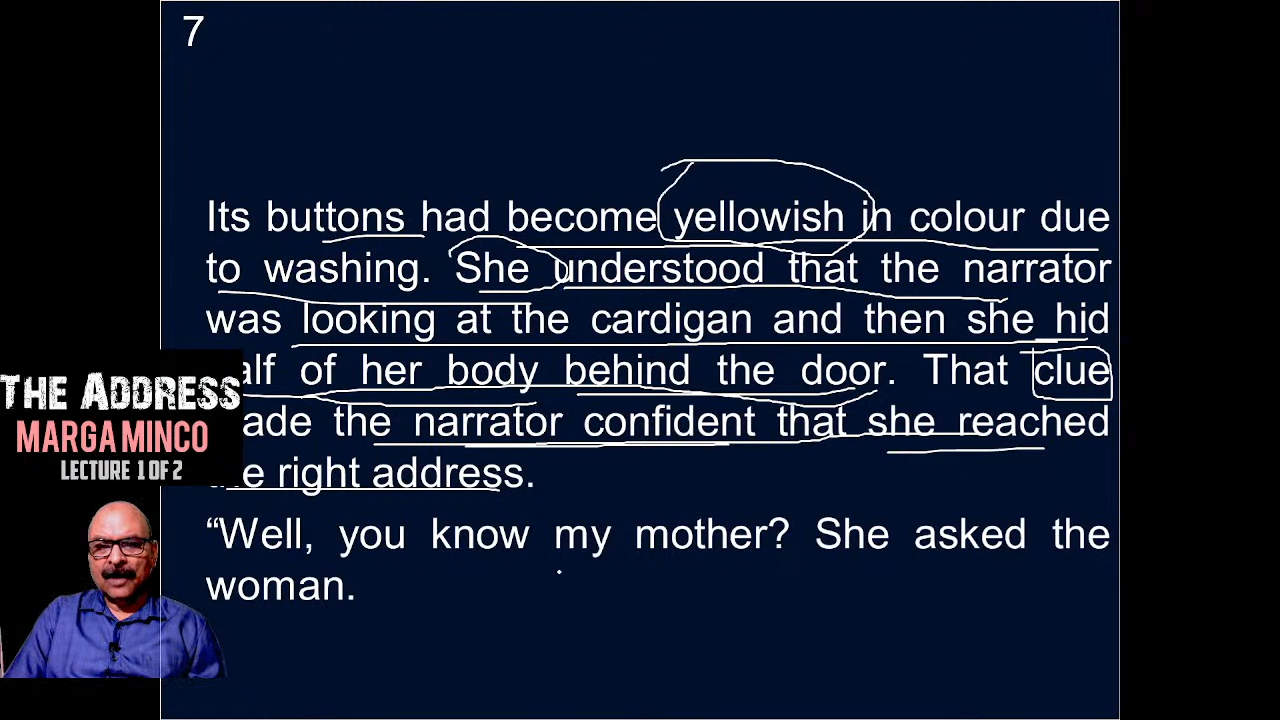 7
Its buttons had become yellowish in colour due
to washing. She understood that the narrator
was looking at the cardigan and then she hid
of her body behind the door. That clue
the narrator confident that she reached
right address.
“Well, you know my mother? She asked the
woman.
THE ADDRESS
MARGA MINCO
LECTURE 1 OF 2